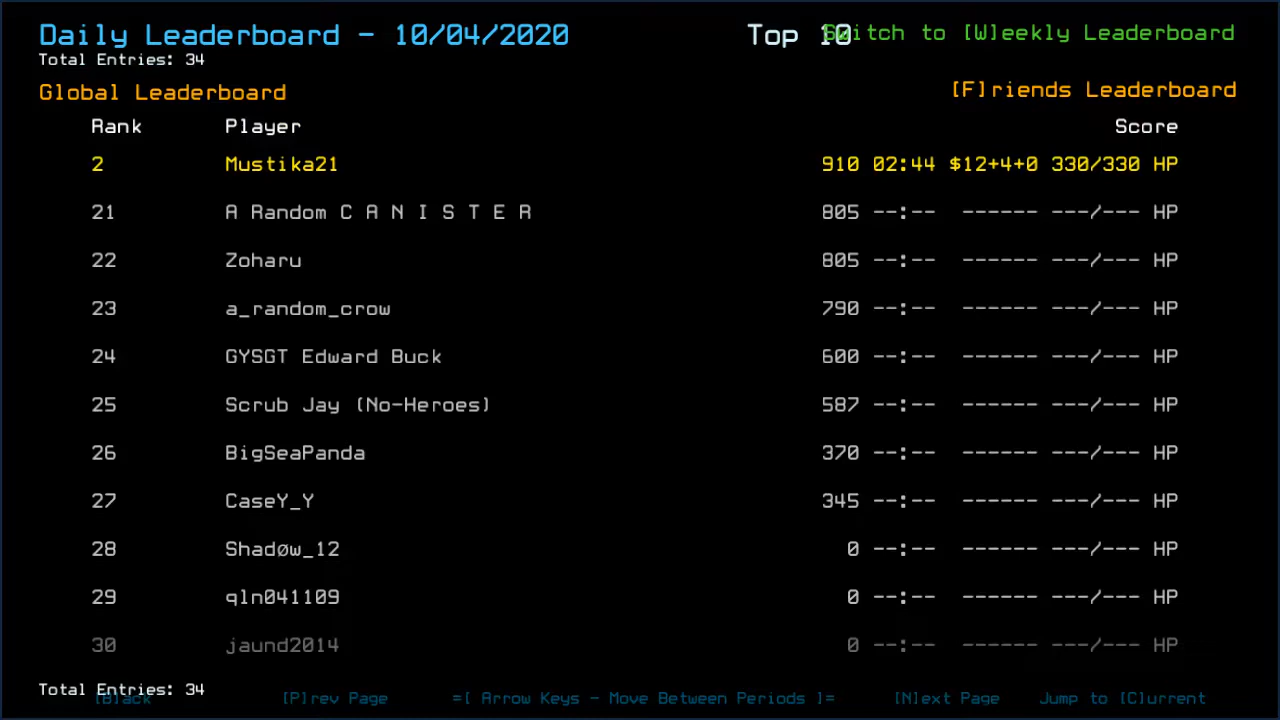 Daily Leaderboard - 10/04/2020 Top 10 Switch to [W]eekly Leaderboard
Total Entries: 34
Global Leaderboard [F]riends Leaderboard
Rank Player Score
2 Mustika21 910 02:44 $12+4+0 330/330 HP
21 A Random C A N I S T E R 805 --:-- ------ ---/--- HP
22 Zoharu 805 --:-- ------ ---/--- HP
23 a_random_crow 790 --:-- ------ ---/--- HP
24 GYSGT Edward Buck 600 --:-- ------ ---/--- HP
25 Scrub Jay (No-Heroes) 587 --:-- ------ ---/--- HP
26 BigSeaPanda 370 --:-- ------ ---/--- HP
27 CaseY_Y 345 --:-- ------ ---/--- HP
28 Shadøw_12 0 --:-- ------ ---/--- HP
29 qln041109 0 --:-- ------ ---/--- HP
30 jaund2014 0 --:-- ------ ---/--- HP
Total Entries: 34
[B]ack [P]rev Page =[ Arrow Keys - Move Between Periods ]= [N]ext Page Jump to [C]urrent